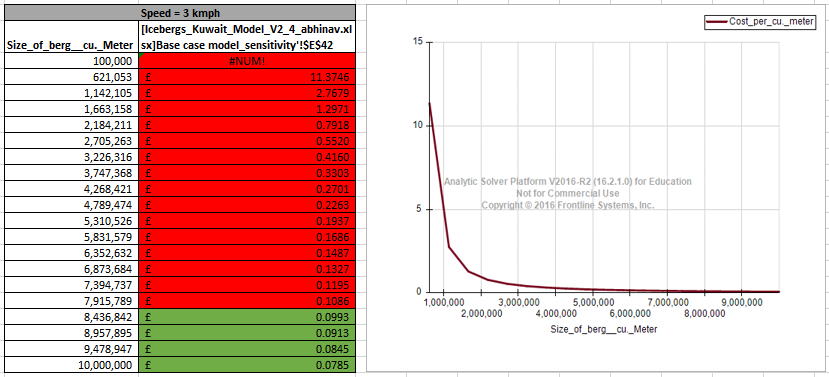 Speed = 3 kmph
Size_of_berg__cu._Meter [Icebergs_Kuwait_Model_V2_4_abhinav.xl
sx]Base case model_sensitivity'!$E$42
100,000 #NUM!
621,053 £ 11.3746
1,142,105 £ 2.7679
1,663,158 £ 1.2971
2,184,211 £ 0.7918
2,705,263 £ 0.5520
3,226,316 £ 0.4160
3,747,368 £ 0.3303
4,268,421 £ 0.2701
4,789,474 £ 0.2263
5,310,526 £ 0.1937
5,831,579 £ 0.1686
6,352,632 £ 0.1487
6,873,684 £ 0.1327
7,394,737 £ 0.1195
7,915,789 £ 0.1086
8,436,842 £ 0.0993
8,957,895 £ 0.0913
9,478,947 £ 0.0845
10,000,000 £ 0.0785
Cost_per_cu._meter
15
10
5
0
Analytic Solver Platform V2016-R2 (16.2.1.0) for Education
Not for Commercial Use
Copyright © 2016 Frontline Systems, Inc.
1,000,000 3,000,000 5,000,000 7,000,000 9,000,000
2,000,000 4,000,000 6,000,000 8,000,000
Size_of_berg__cu._Meter